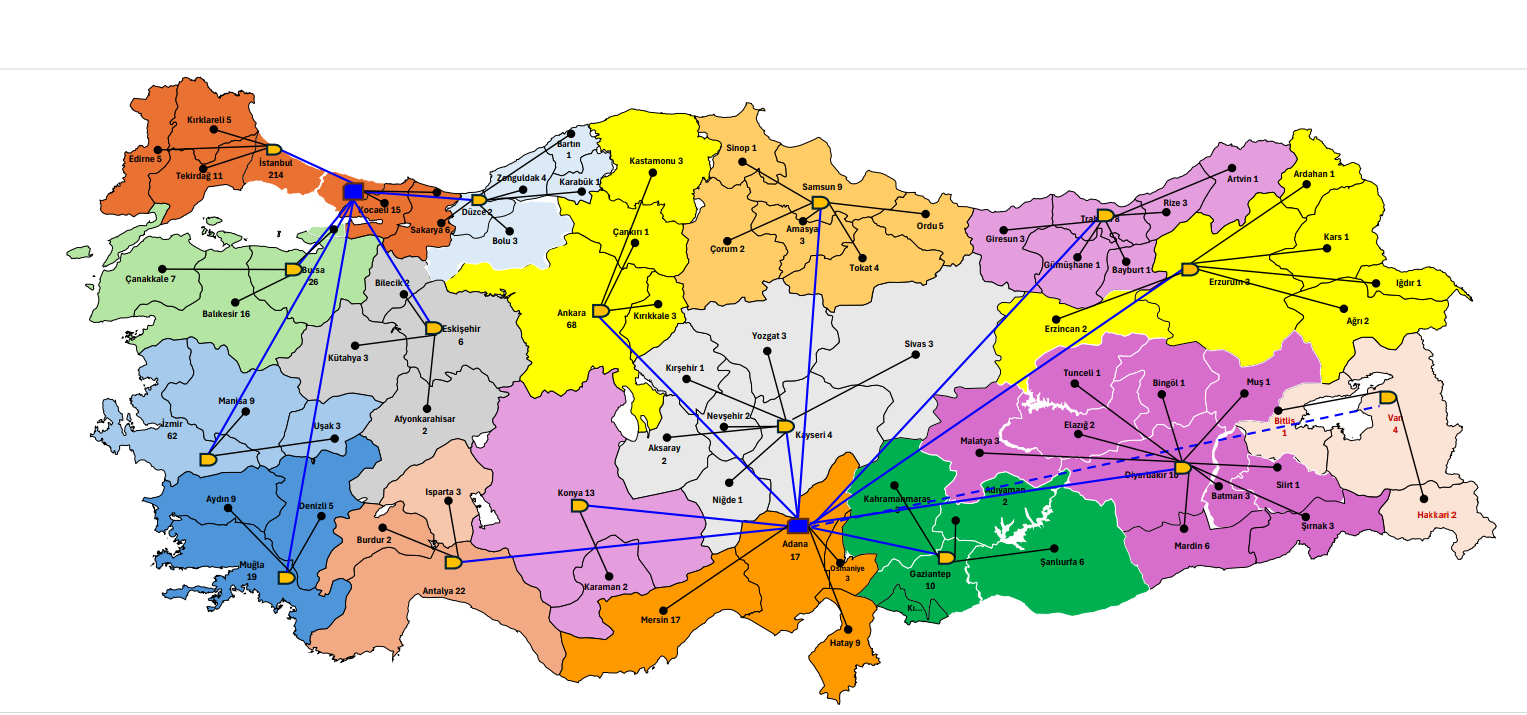 Kırklareli 5
Edirne 5
Tekirdağ 11
İstanbul
214
Kocaeli 15
Sakarya 6
Düzce 2
Zonguldak 4
Bartın
1
Karabük 1
Bolu 3
Kastamonu 3
Çankırı 1
Ankara
68
Kırıkkale 3
Sinop 1
Samsun 9
Amasya
3
Ordu 5
Çorum 2
Tokat 4
Giresun 3
Gümüşhane 1
Bayburt 1
Rize 3
Artvin 1
Ardahan 1
Kars 1
Iğdır 1
Erzurum 3
Ağrı 2
Erzincan 2
Çanakkale 7
Bursa
26
Balıkesir 16
Bilecik 2
Eskişehir
6
Kütahya 3
Afyonkarahisar
2
Manisa 9
İzmir
62
Uşak 3
Aydın 9
Denizli 5
Muğla
19
Isparta 3
Burdur 2
Antalya 22
Konya 13
Karaman 2
Yozgat 3
Sivas 3
Kırşehir 1
Nevşehir 2
Kayseri 4
Aksaray
2
Niğde 1
Adana
17
Mersin 17
Osmaniye
3
Hatay 9
Kahramanmaraş
3
Adıyaman
2
Gaziantep
10
Ki...
Şanlıurfa 6
Malatya 3
Elazığ 2
Tunceli 1
Bingöl 1
Muş 1
Diyarbakır 10
Batman 3
Siirt 1
Şırnak 3
Mardin 6
Bitlis
1
Van
4
Hakkari 2